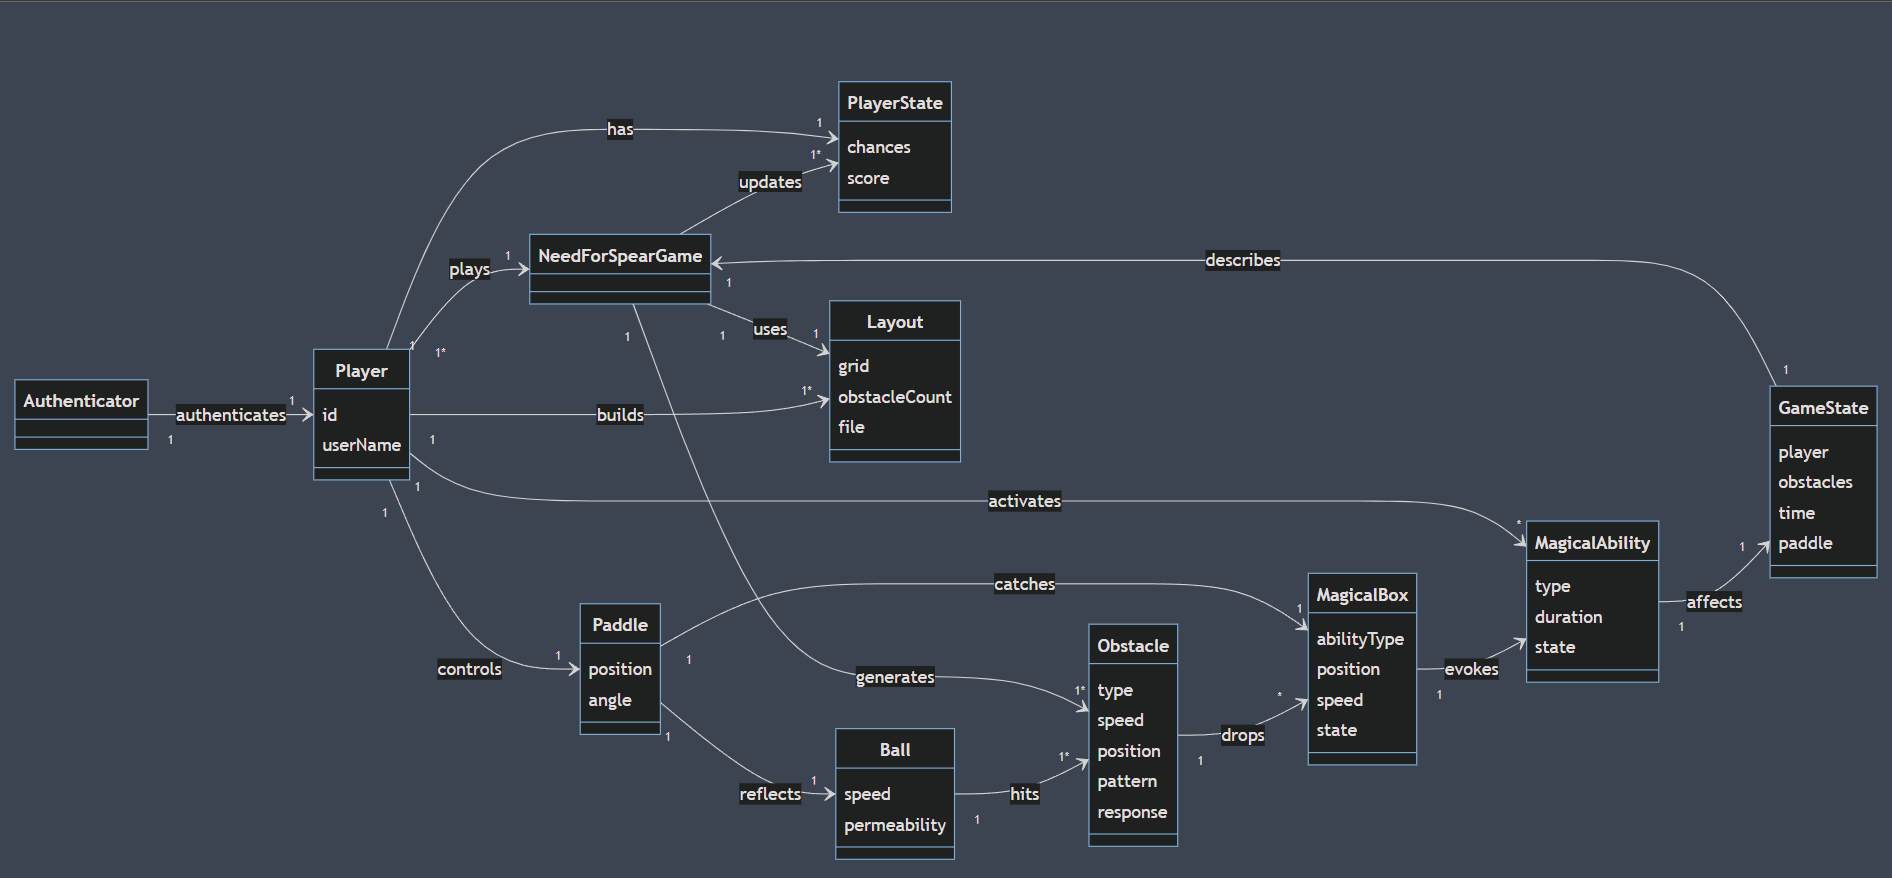 PlayerState
chances
score
has
1
1*
updates
NeedForSpearGame
plays
1
1
describes
1
uses
1
1
Layout
grid
obstacleCount
file
1
1*
Player
id
userName
Authenticator
authenticates
1
1
builds
1
1*
1
GameState
player
obstacles
time
paddle
1
1
activates
*
MagicalAbility
type
duration
state
1
affects
1
controls
1
Paddle
position
angle
1
1
catches
1
MagicalBox
abilityType
position
speed
state
evokes
1
generates
1*
Obstacle
type
speed
position
pattern
response
drops
*
1
reflects
1
Ball
speed
permeability
hits
1*
1